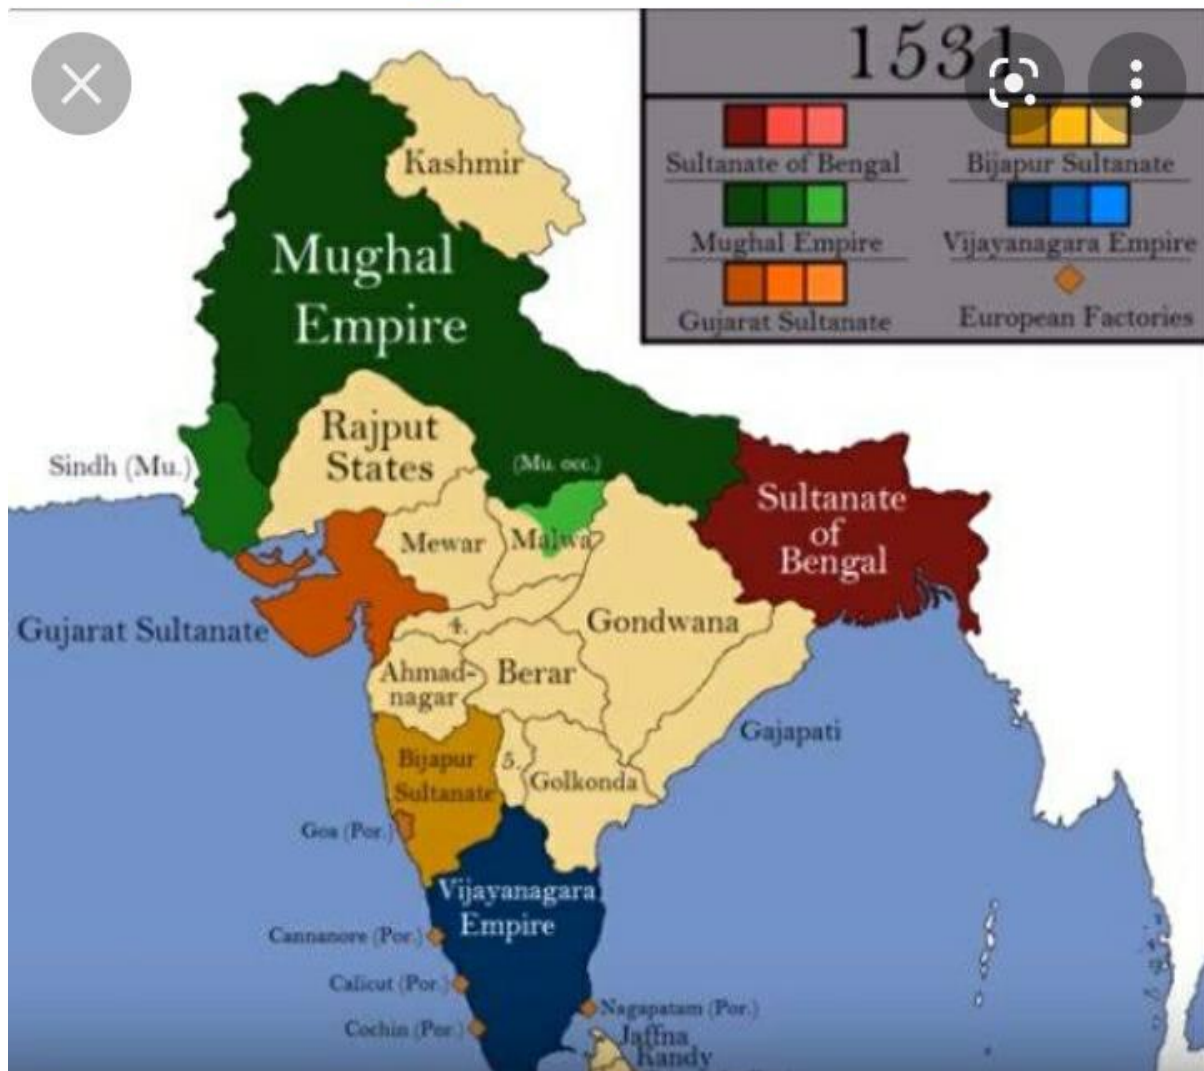 1531
Sultanate of Bengal
Bijapur Sultanate
Mughal Empire
Vijayanagara Empire
Gujarat Sultanate
European Factories
Kashmir
Mughal
Empire
Rajput
States
Sindh (Mu.)
(Mu. occ.)
Sultanate
of
Bengal
Mewar
Malwa
Gujarat Sultanate
4.
Gondwana
Ahmad-
nagar
Berar
Gajapati
Bijapur
Sultanate
5.
Golkonda
Goa (Por.)
Vijayanagara
Empire
Cannanore (Por.)
Calicut (Por.)
Nagapatam (Por.)
Cochin (Por.)
Jaffna
Kandy